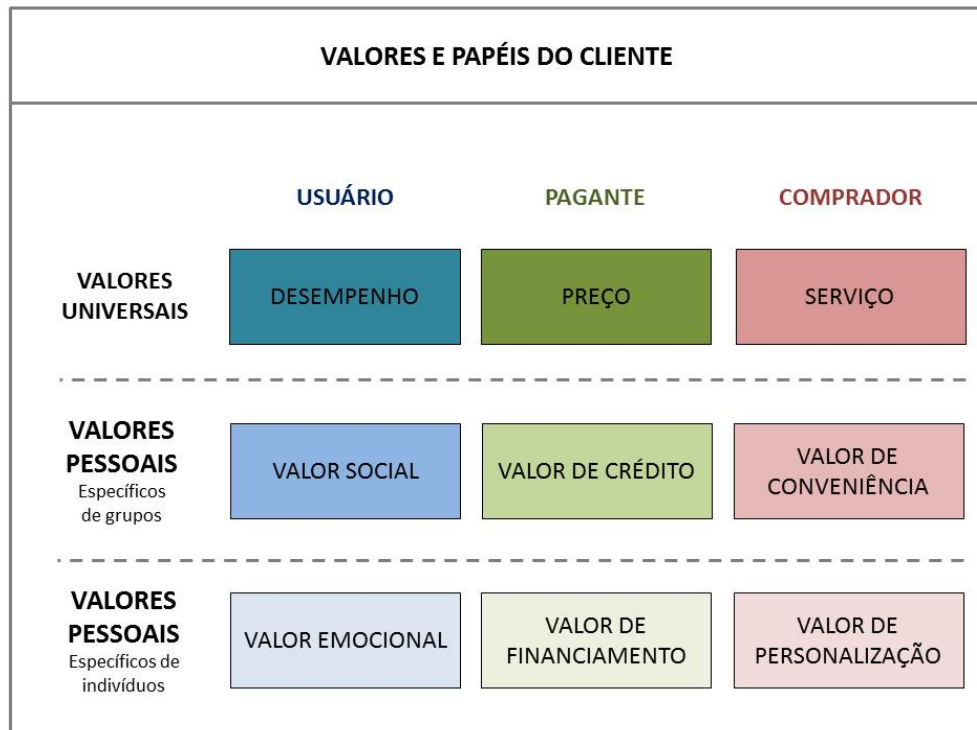 VALORES E PAPÉIS DO CLIENTE
USUÁRIO
PAGANTE
COMPRADOR
VALORES
UNIVERSAIS
DESEMPENHO
PREÇO
SERVIÇO
VALORES
PESSOAIS
Específicos
de grupos
VALOR SOCIAL
VALOR DE CRÉDITO
VALOR DE
CONVENIÊNCIA
VALORES
PESSOAIS
Específicos de
indivíduos
VALOR EMOCIONAL
VALOR DE
FINANCIAMENTO
VALOR DE
PERSONALIZAÇÃO